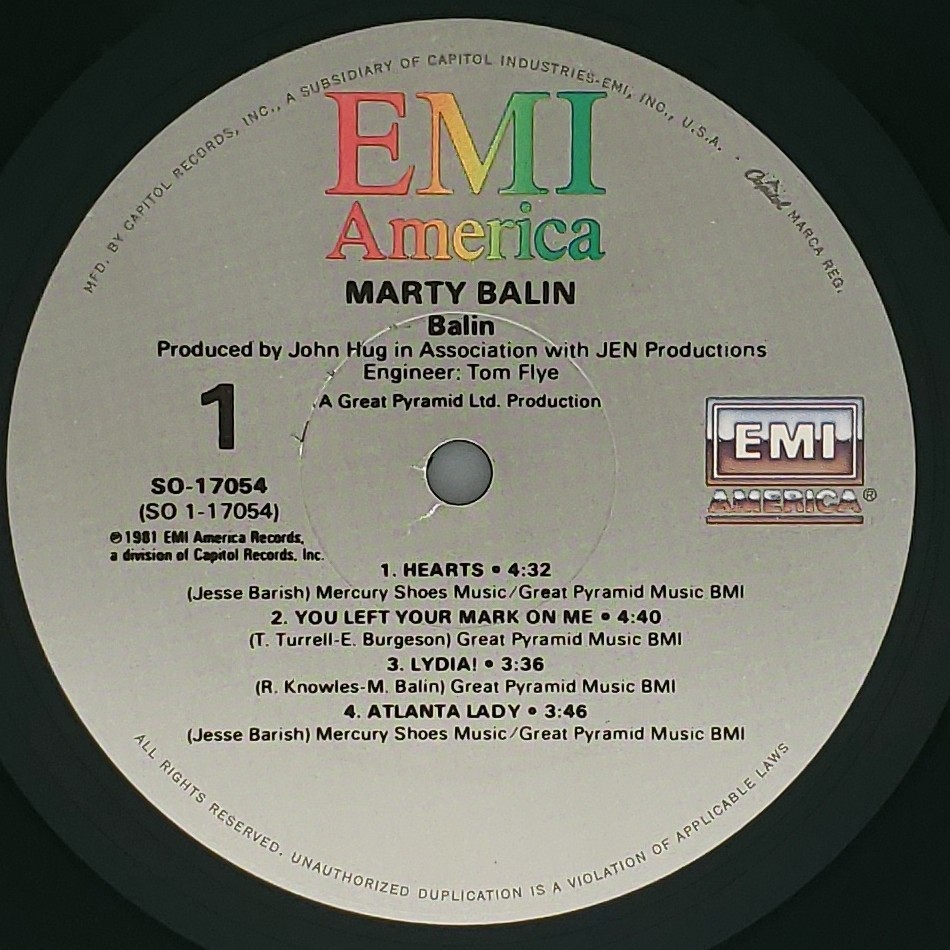 MFD. BY CAPITOL RECORDS, INC., A SUBSIDIARY OF CAPITOL INDUSTRIES-EMI, INC., U.S.A. · Capitol MARCA REG.
EMI
America
MARTY BALIN
Balin
Produced by John Hug in Association with JEN Productions
Engineer: Tom Flye
A Great Pyramid Ltd. Production
1
SO-17054
(SO 1-17054)
℗1981 EMI America Records,
a division of Capitol Records, Inc.
EMI
AMERICA®
1. HEARTS • 4:32
(Jesse Barish) Mercury Shoes Music/Great Pyramid Music BMI
2. YOU LEFT YOUR MARK ON ME • 4:40
(T. Turrell-E. Burgeson) Great Pyramid Music BMI
3. LYDIA! • 3:36
(R. Knowles-M. Balin) Great Pyramid Music BMI
4. ATLANTA LADY • 3:46
(Jesse Barish) Mercury Shoes Music/Great Pyramid Music BMI
ALL RIGHTS RESERVED. UNAUTHORIZED DUPLICATION IS A VIOLATION OF APPLICABLE LAWS